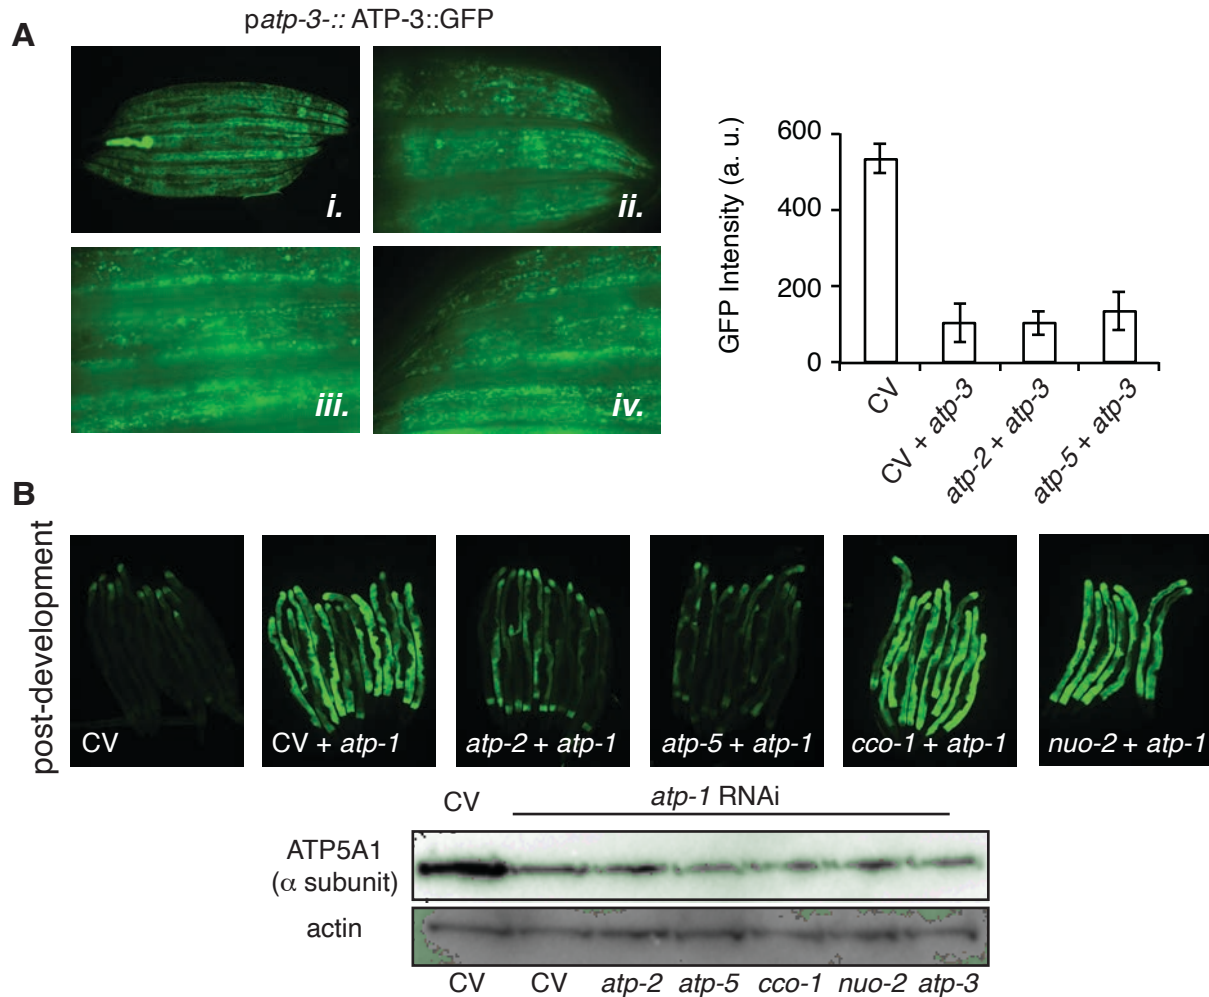 A
patp-3-:: ATP-3::GFP
i.
ii.
iii.
iv.
GFP Intensity (a. u.)
600
400
200
0
CV
CV + atp-3
atp-2 + atp-3
atp-5 + atp-3
B
post-development
CV
CV + atp-1
atp-2 + atp-1
atp-5 + atp-1
cco-1 + atp-1
nuo-2 + atp-1
CV
atp-1 RNAi
ATP5A1
(α subunit)
actin
CV
CV
atp-2
atp-5
cco-1
nuo-2
atp-3